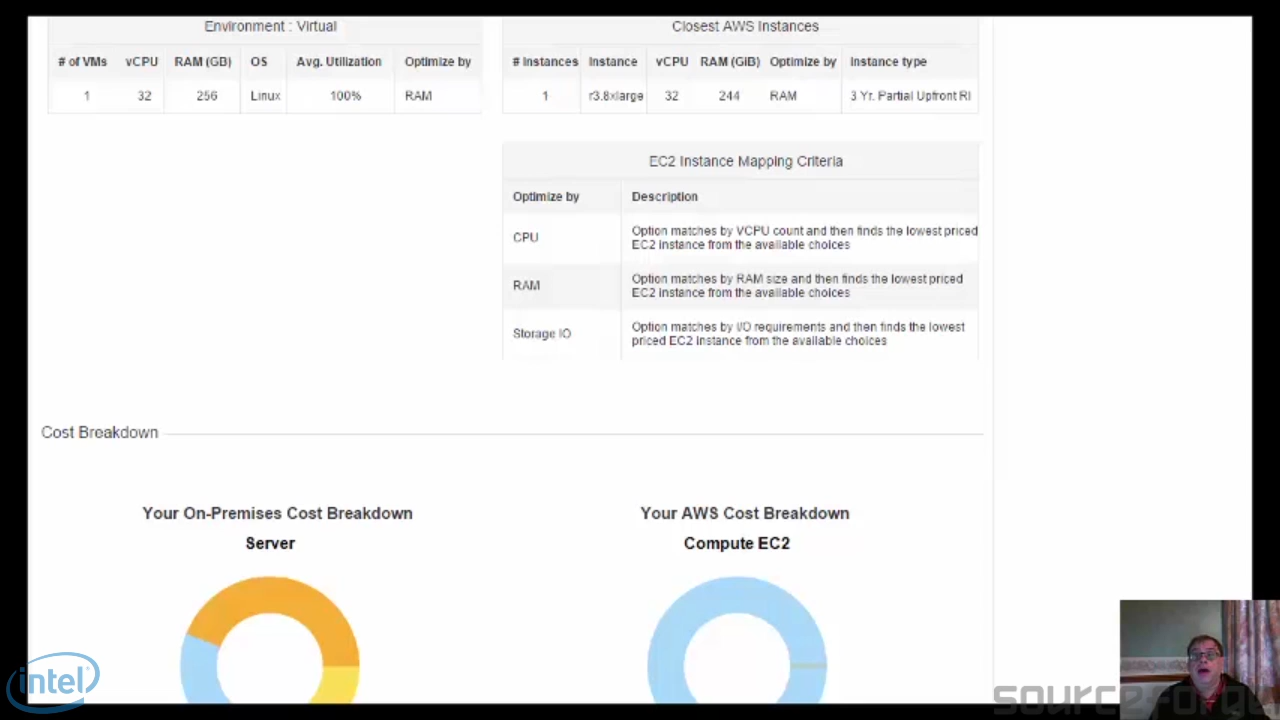 Environment : Virtual
# of VMs vCPU RAM (GB) OS Avg. Utilization Optimize by
1 32 256 Linux 100% RAM
Closest AWS Instances
# Instances Instance vCPU RAM (GiB) Optimize by Instance type
1 r3.8xlarge 32 244 RAM 3 Yr. Partial Upfront RI
EC2 Instance Mapping Criteria
Optimize by Description
CPU
Option matches by VCPU count and then finds the lowest priced
EC2 instance from the available choices
RAM
Option matches by RAM size and then finds the lowest priced
EC2 instance from the available choices
Storage IO
Option matches by I/O requirements and then finds the lowest
priced EC2 instance from the available choices
Cost Breakdown
Your On-Premises Cost Breakdown
Server
Your AWS Cost Breakdown
Compute EC2
intel
sourceforge